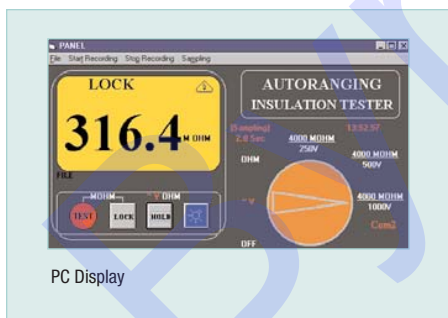 PANEL
File Start Recording Stop Recording Sampling
LOCK
316.4 M OHM
FILE
MOHM
~ V OHM
TEST LOCK HOLD
AUTORANGING
INSULATION TESTER
[Sampling]
2.0 Sec
13:52:57
4000 MOHM
250V
4000 MOHM
500V
OHM
4000 MOHM
1000V
~ V
Com2
OFF
PC Display